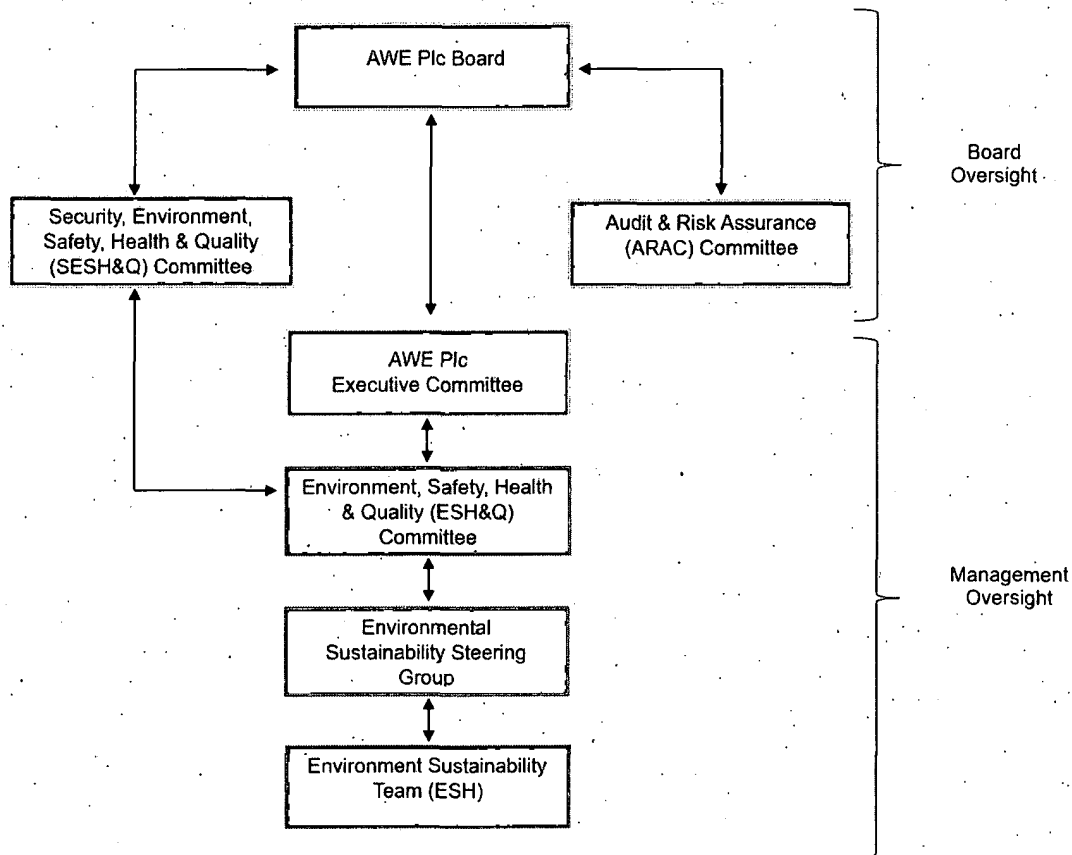 AWE Plc Board
Board
Oversight
Security, Environment,
Safety, Health & Quality
(SESH&Q) Committee
Audit & Risk Assurance
(ARAC) Committee
AWE Plc
Executive Committee
Environment, Safety, Health
& Quality (ESH&Q)
Committee
Management
Oversight
Environmental
Sustainability Steering
Group
Environment Sustainability
Team (ESH)